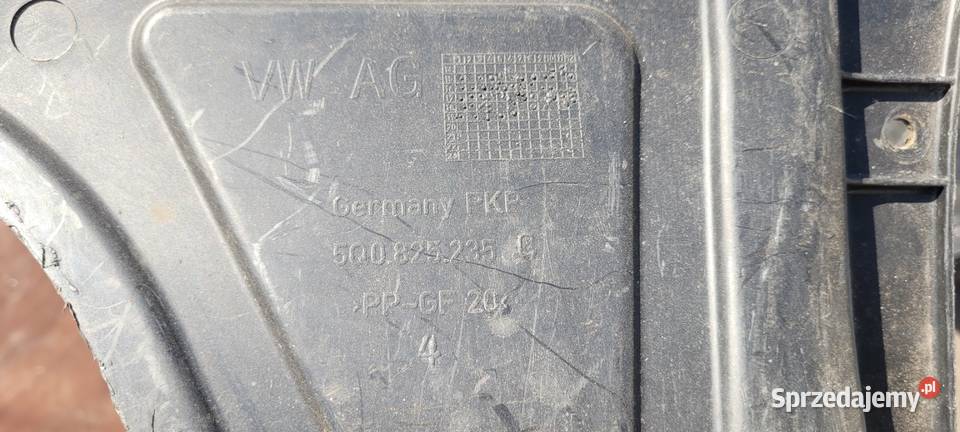 VW AG
Germany PKP
5Q0.825.235
>PP-GF 20<
4
Sprzedajemy.pl